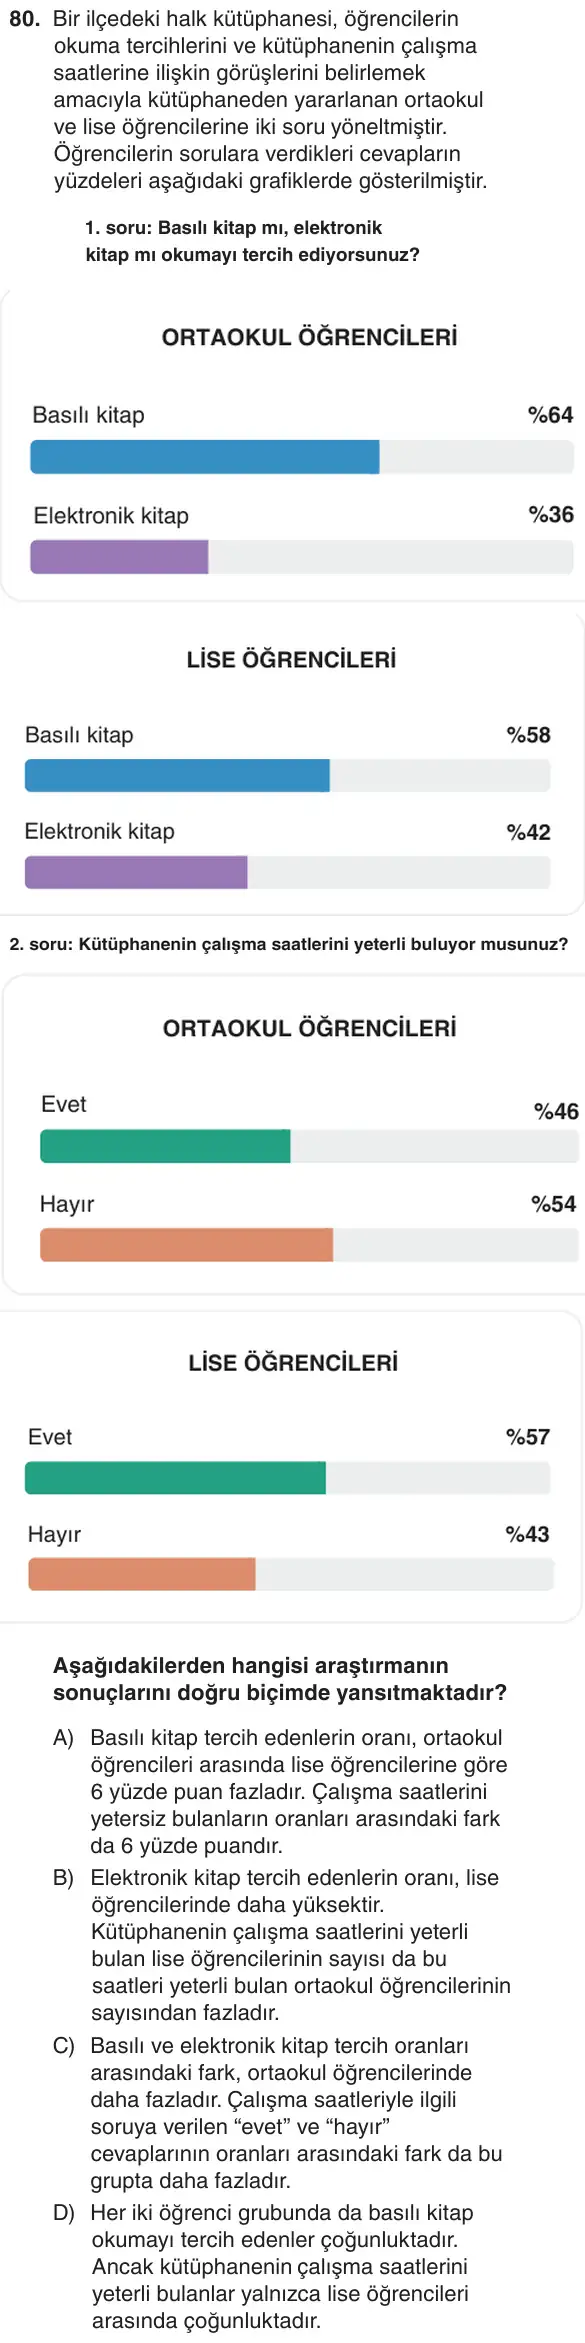 80. Bir ilçedeki halk kütüphanesi, öğrencilerin
okuma tercihlerini ve kütüphanenin çalışma
saatlerine ilişkin görüşlerini belirlemek
amacıyla kütüphaneden yararlanan ortaokul
ve lise öğrencilerine iki soru yöneltmiştir.
Öğrencilerin sorulara verdikleri cevapların
yüzdeleri aşağıdaki grafiklerde gösterilmiştir.
1. soru: Basılı kitap mı, elektronik
kitap mı okumayı tercih ediyorsunuz?
ORTAOKUL ÖĞRENCİLERİ
Basılı kitap %64
Elektronik kitap %36
LİSE ÖĞRENCİLERİ
Basılı kitap %58
Elektronik kitap %42
2. soru: Kütüphanenin çalışma saatlerini yeterli buluyor musunuz?
ORTAOKUL ÖĞRENCİLERİ
Evet %46
Hayır %54
LİSE ÖĞRENCİLERİ
Evet %57
Hayır %43
Aşağıdakilerden hangisi araştırmanın
sonuçlarını doğru biçimde yansıtmaktadır?
A) Basılı kitap tercih edenlerin oranı, ortaokul
öğrencileri arasında lise öğrencilerine göre
6 yüzde puan fazladır. Çalışma saatlerini
yetersiz bulanların oranları arasındaki fark
da 6 yüzde puandır.
B) Elektronik kitap tercih edenlerin oranı, lise
öğrencilerinde daha yüksektir.
Kütüphanenin çalışma saatlerini yeterli
bulan lise öğrencilerinin sayısı da bu
saatleri yeterli bulan ortaokul öğrencilerinin
sayısından fazladır.
C) Basılı ve elektronik kitap tercih oranları
arasındaki fark, ortaokul öğrencilerinde
daha fazladır. Çalışma saatleriyle ilgili
soruya verilen “evet” ve “hayır”
cevaplarının oranları arasındaki fark da bu
grupta daha fazladır.
D) Her iki öğrenci grubunda da basılı kitap
okumayı tercih edenler çoğunluktadır.
Ancak kütüphanenin çalışma saatlerini
yeterli bulanlar yalnızca lise öğrencileri
arasında çoğunluktadır.